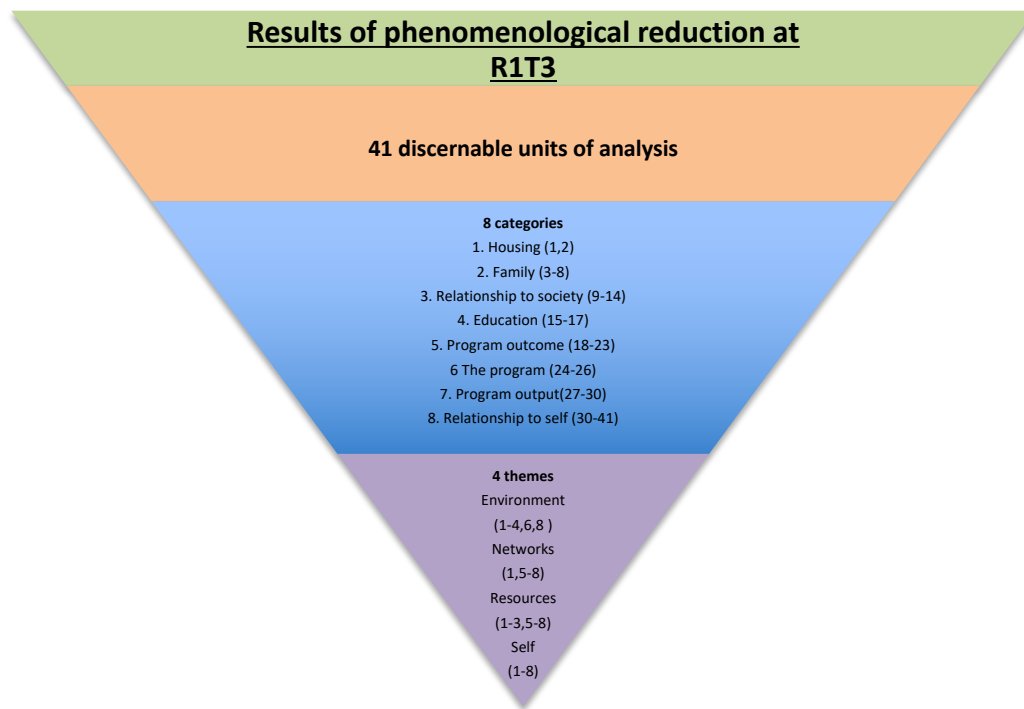 Results of phenomenological reduction at
R1T3
41 discernable units of analysis
8 categories
1. Housing (1,2)
2. Family (3-8)
3. Relationship to society (9-14)
4. Education (15-17)
5. Program outcome (18-23)
6 The program (24-26)
7. Program output(27-30)
8. Relationship to self (30-41)
4 themes
Environment
(1-4,6,8 )
Networks
(1,5-8)
Resources
(1-3,5-8)
Self
(1-8)